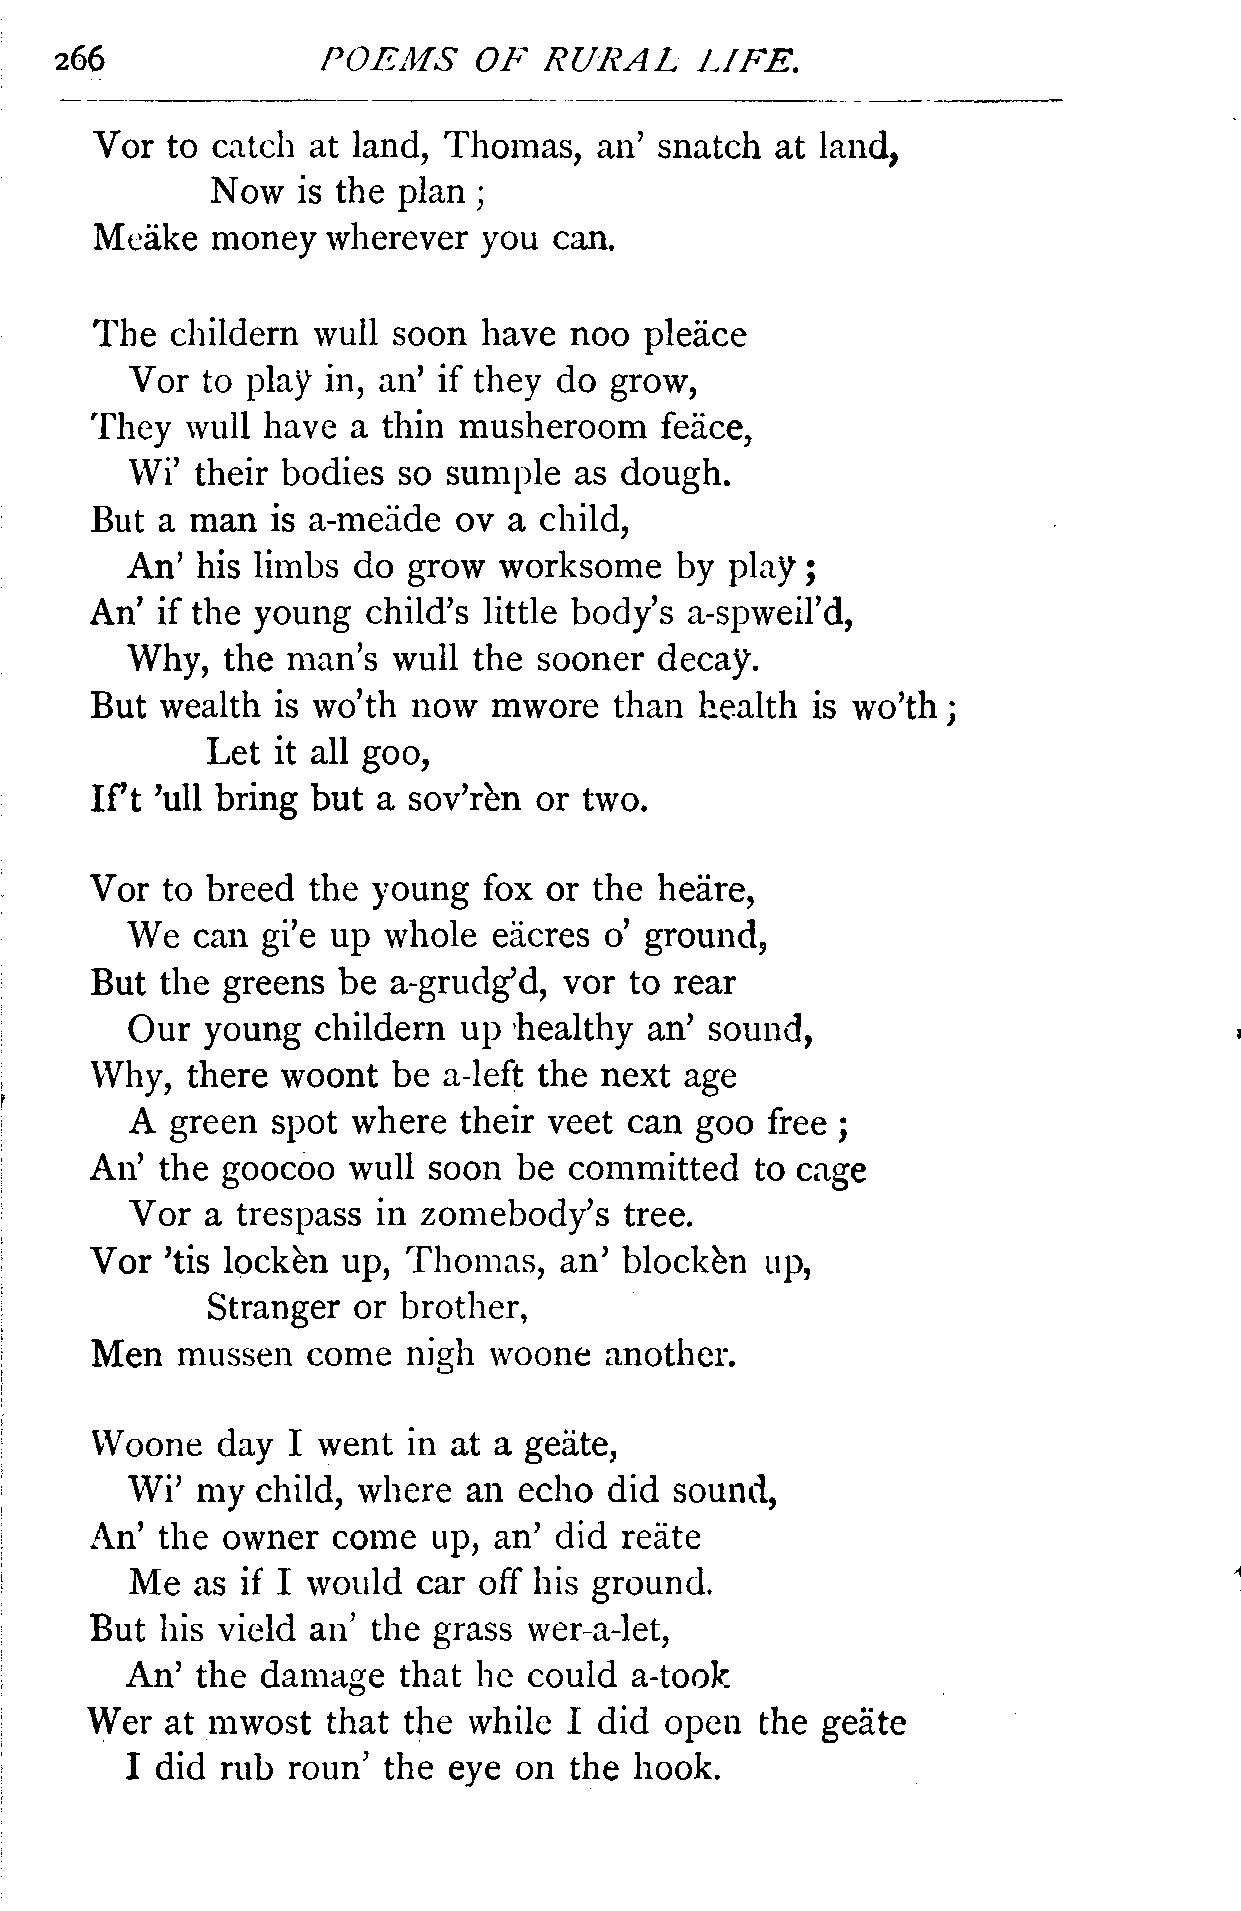 266 POEMS OF RURAL LIFE.
Vor to catch at land, Thomas, an' snatch at land,
Now is the plan ;
Meäke money wherever you can.
The childern wull soon have noo pleäce
Vor to plaÿ in, an' if they do grow,
They wull have a thin musheroom feäce,
Wi' their bodies so sumple as dough.
But a man is a-meäde ov a child,
An' his limbs do grow worksome by plaÿ ;
An' if the young child's little body's a-spweil'd,
Why, the man's wull the sooner decaÿ.
But wealth is wo'th now mwore than health is wo'th ;
Let it all goo,
If't 'ull bring but a sov'rèn or two.
Vor to breed the young fox or the heäre,
We can gi'e up whole eäcres o' ground,
But the greens be a-grudg'd, vor to rear
Our young childern up healthy an' sound,
Why, there woont be a-left the next age
A green spot where their veet can goo free ;
An' the goocoo wull soon be committed to cage
Vor a trespass in zomebody's tree.
Vor 'tis lockèn up, Thomas, an' blockèn up,
Stranger or brother,
Men mussen come nigh woone another.
Woone day I went in at a geäte,
Wi' my child, where an echo did sound,
An' the owner come up, an' did reäte
Me as if I would car off his ground.
But his vield an' the grass wer-a-let,
An' the damage that he could a-took
Wer at mwost that the while I did open the geäte
I did rub roun' the eye on the hook.